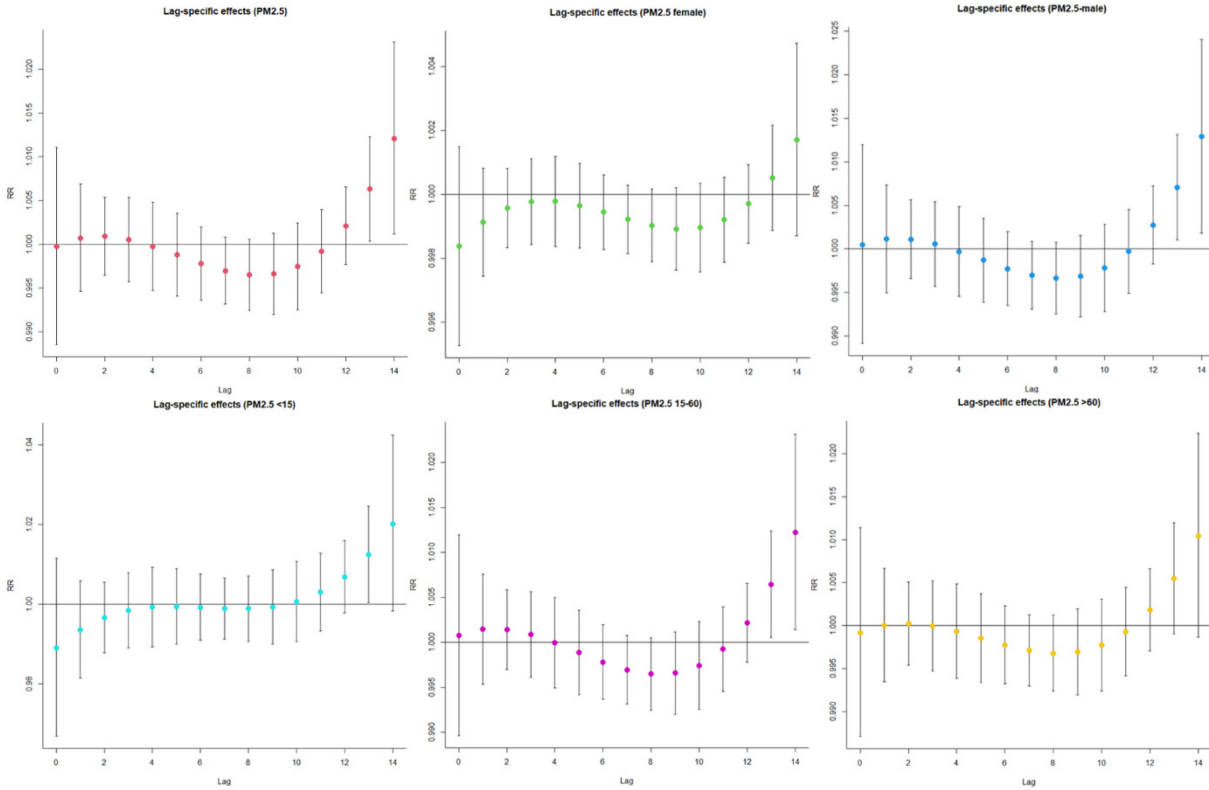 Lag-specific effects (PM2.5)
RR
1.020
1.015
1.010
1.005
1.000
0.995
0.990
0 2 4 6 8 10 12 14
Lag
Lag-specific effects (PM2.5 female)
RR
1.004
1.002
1.000
0.998
0.996
0 2 4 6 8 10 12 14
Lag
Lag-specific effects (PM2.5-male)
RR
1.025
1.020
1.015
1.010
1.005
1.000
0.995
0.990
0 2 4 6 8 10 12 14
Lag
Lag-specific effects (PM2.5 <15)
RR
1.04
1.02
1.00
0.98
0 2 4 6 8 10 12 14
Lag
Lag-specific effects (PM2.5 15-60)
RR
1.020
1.015
1.010
1.005
1.000
0.995
0.990
0 2 4 6 8 10 12 14
Lag
Lag-specific effects (PM2.5 >60)
RR
1.020
1.015
1.010
1.005
1.000
0.995
0.990
0 2 4 6 8 10 12 14
Lag